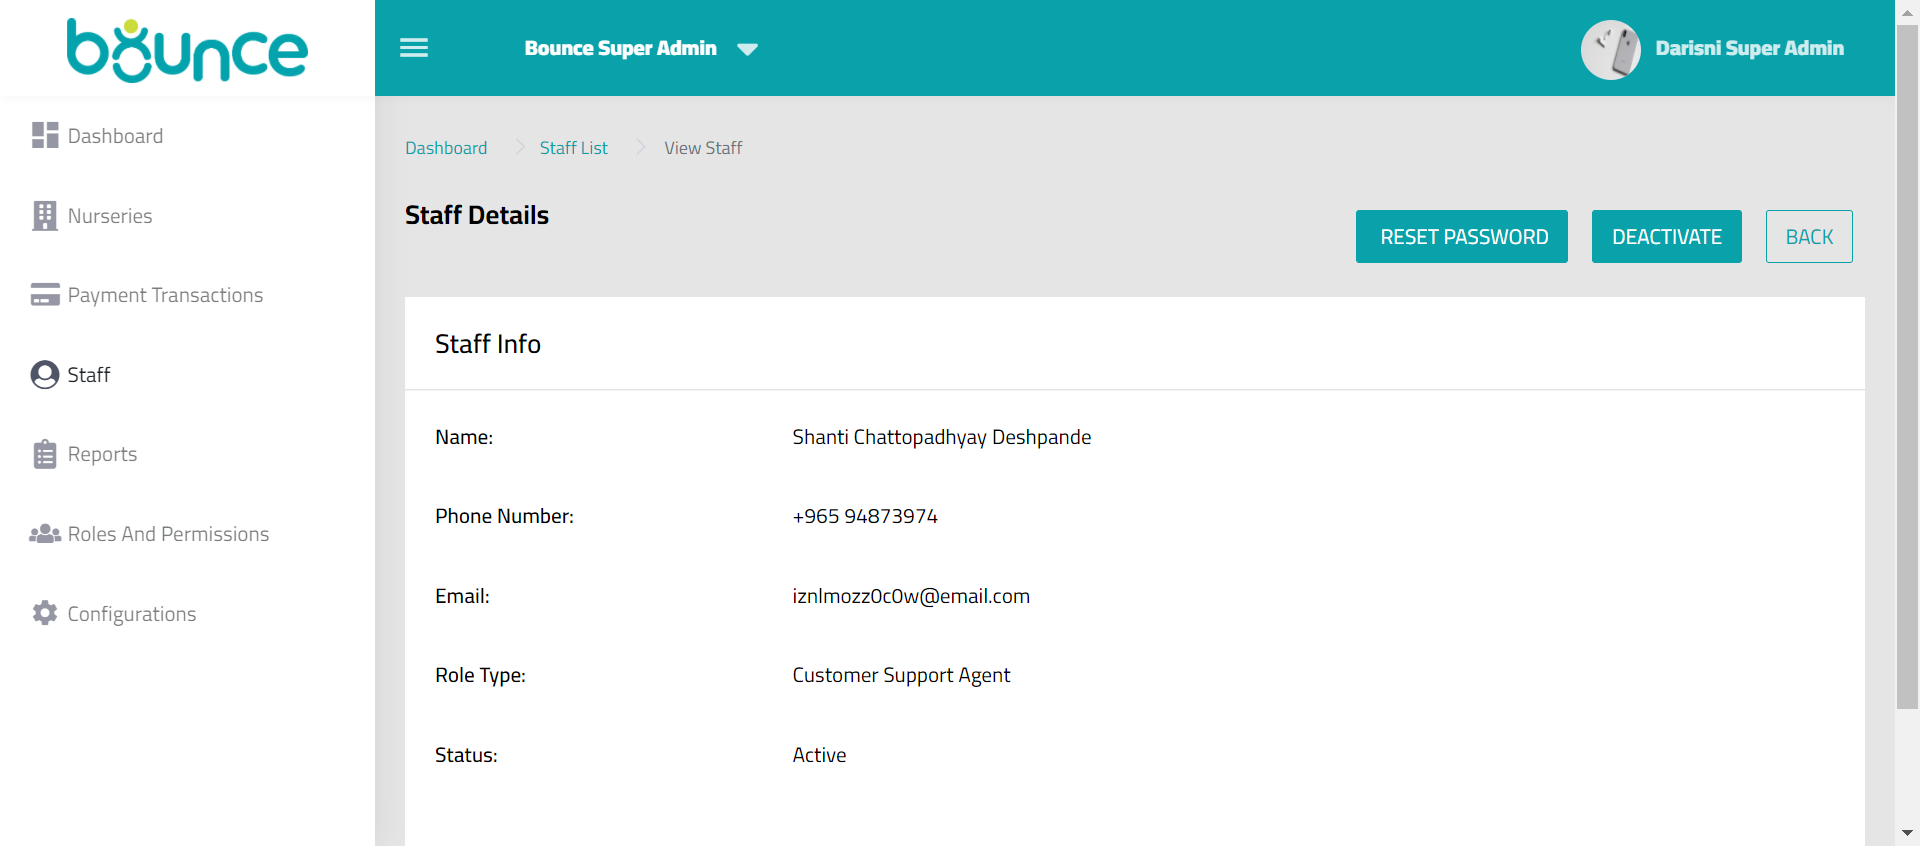 bounce
Bounce Super Admin
Darisni Super Admin
Dashboard
Nurseries
Payment Transactions
Staff
Reports
Roles And Permissions
Configurations
Dashboard Staff List View Staff
Staff Details
RESET PASSWORD DEACTIVATE BACK
Staff Info
Name: Shanti Chattopadhyay Deshpande
Phone Number: +965 94873974
Email: iznlmozz0c0w@email.com
Role Type: Customer Support Agent
Status: Active